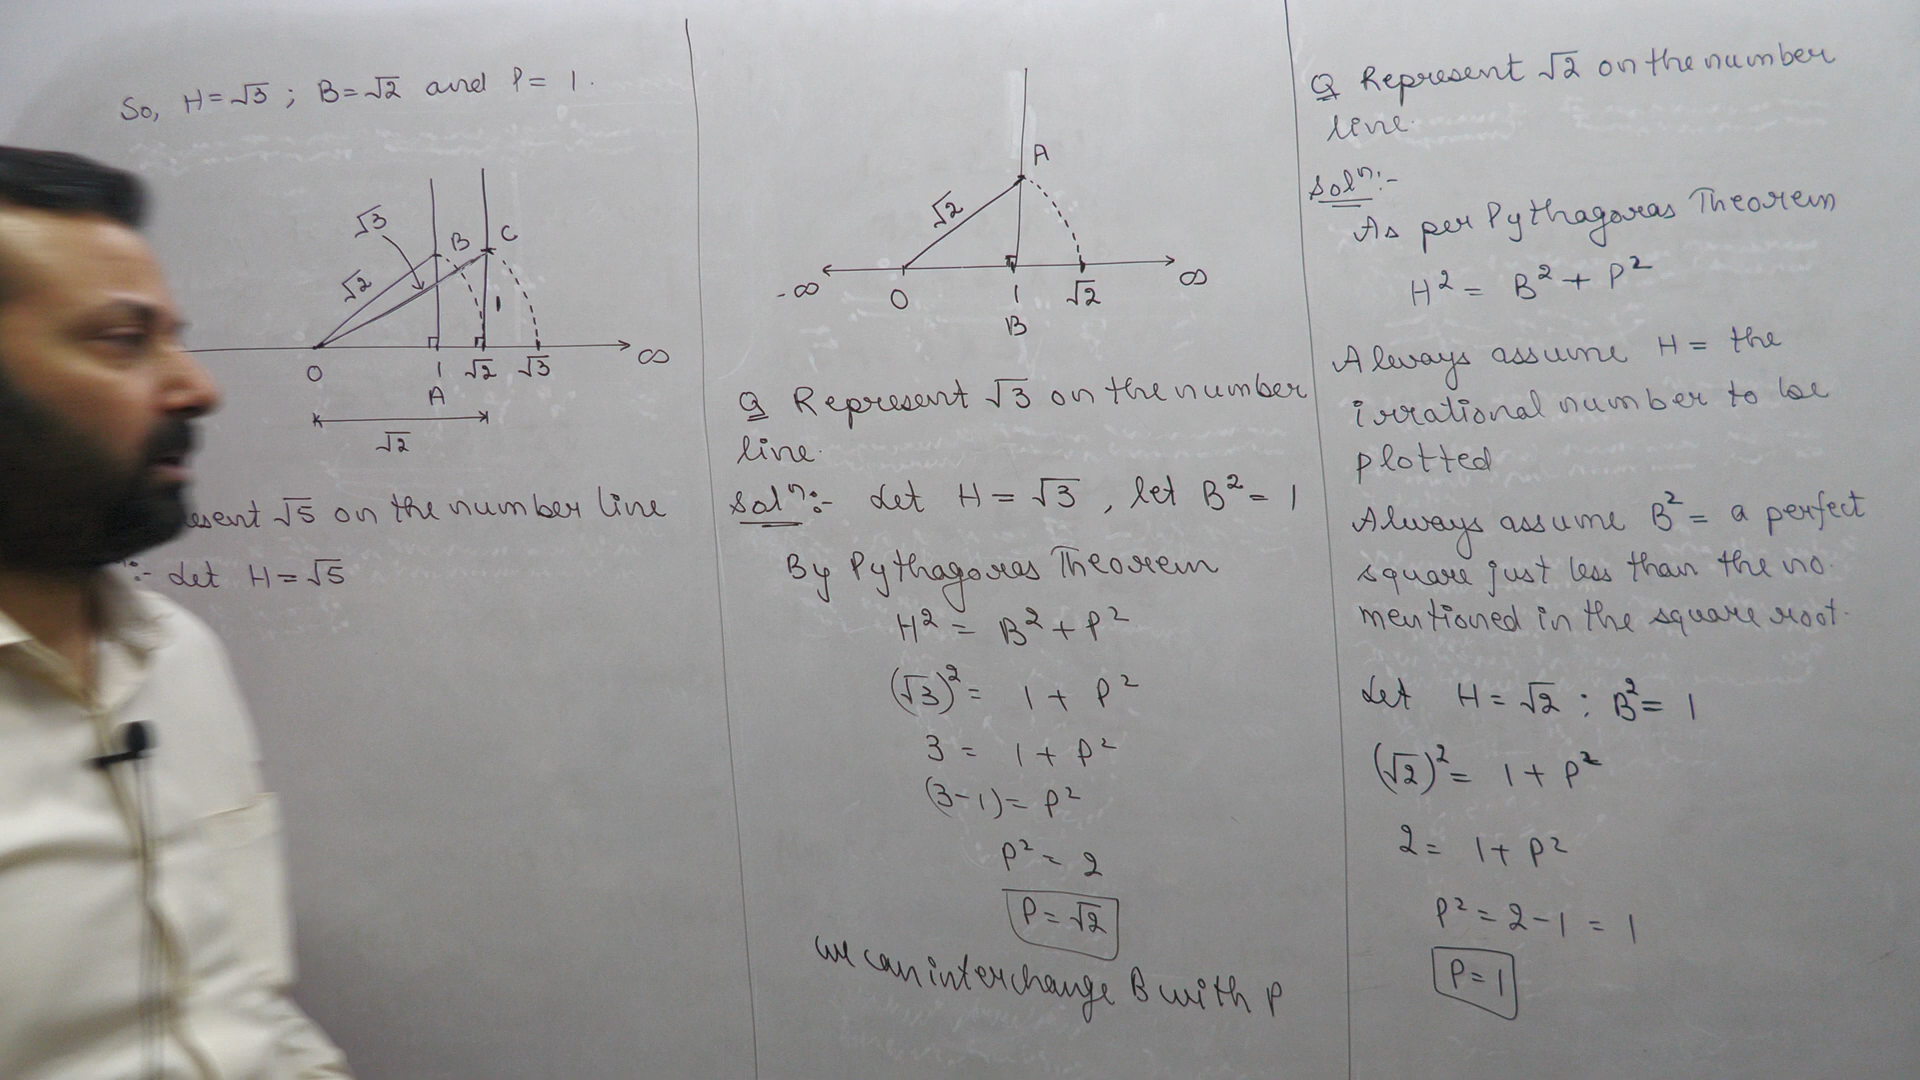 So, H=√3 ; B=√2 and P= 1.
√3
B
C
√2
1
∞
O
1
√2
√3
A
√2
esent √5 on the number line
:- Let H=√5
A
√2
-∞
O
1
√2
∞
B
Q Represent √3 on the number
line.
Solⁿ:- Let H = √3 , let B² = 1
By Pythagoras Theorem
H² = B² + P²
(√3)² = 1 + P²
3 = 1 + P²
(3-1) = P²
P² = 2
P = √2
we can interchange B with P
Q Represent √2 on the number
line.
Solⁿ:-
As per Pythagoras Theorem
H² = B² + P²
Always assume H = the
irrational number to be
plotted
Always assume B² = a perfect
square just less than the no.
mentioned in the square root.
Let H = √2 ; B² = 1
(√2)² = 1 + P²
2 = 1 + P²
P² = 2 - 1 = 1
P = 1